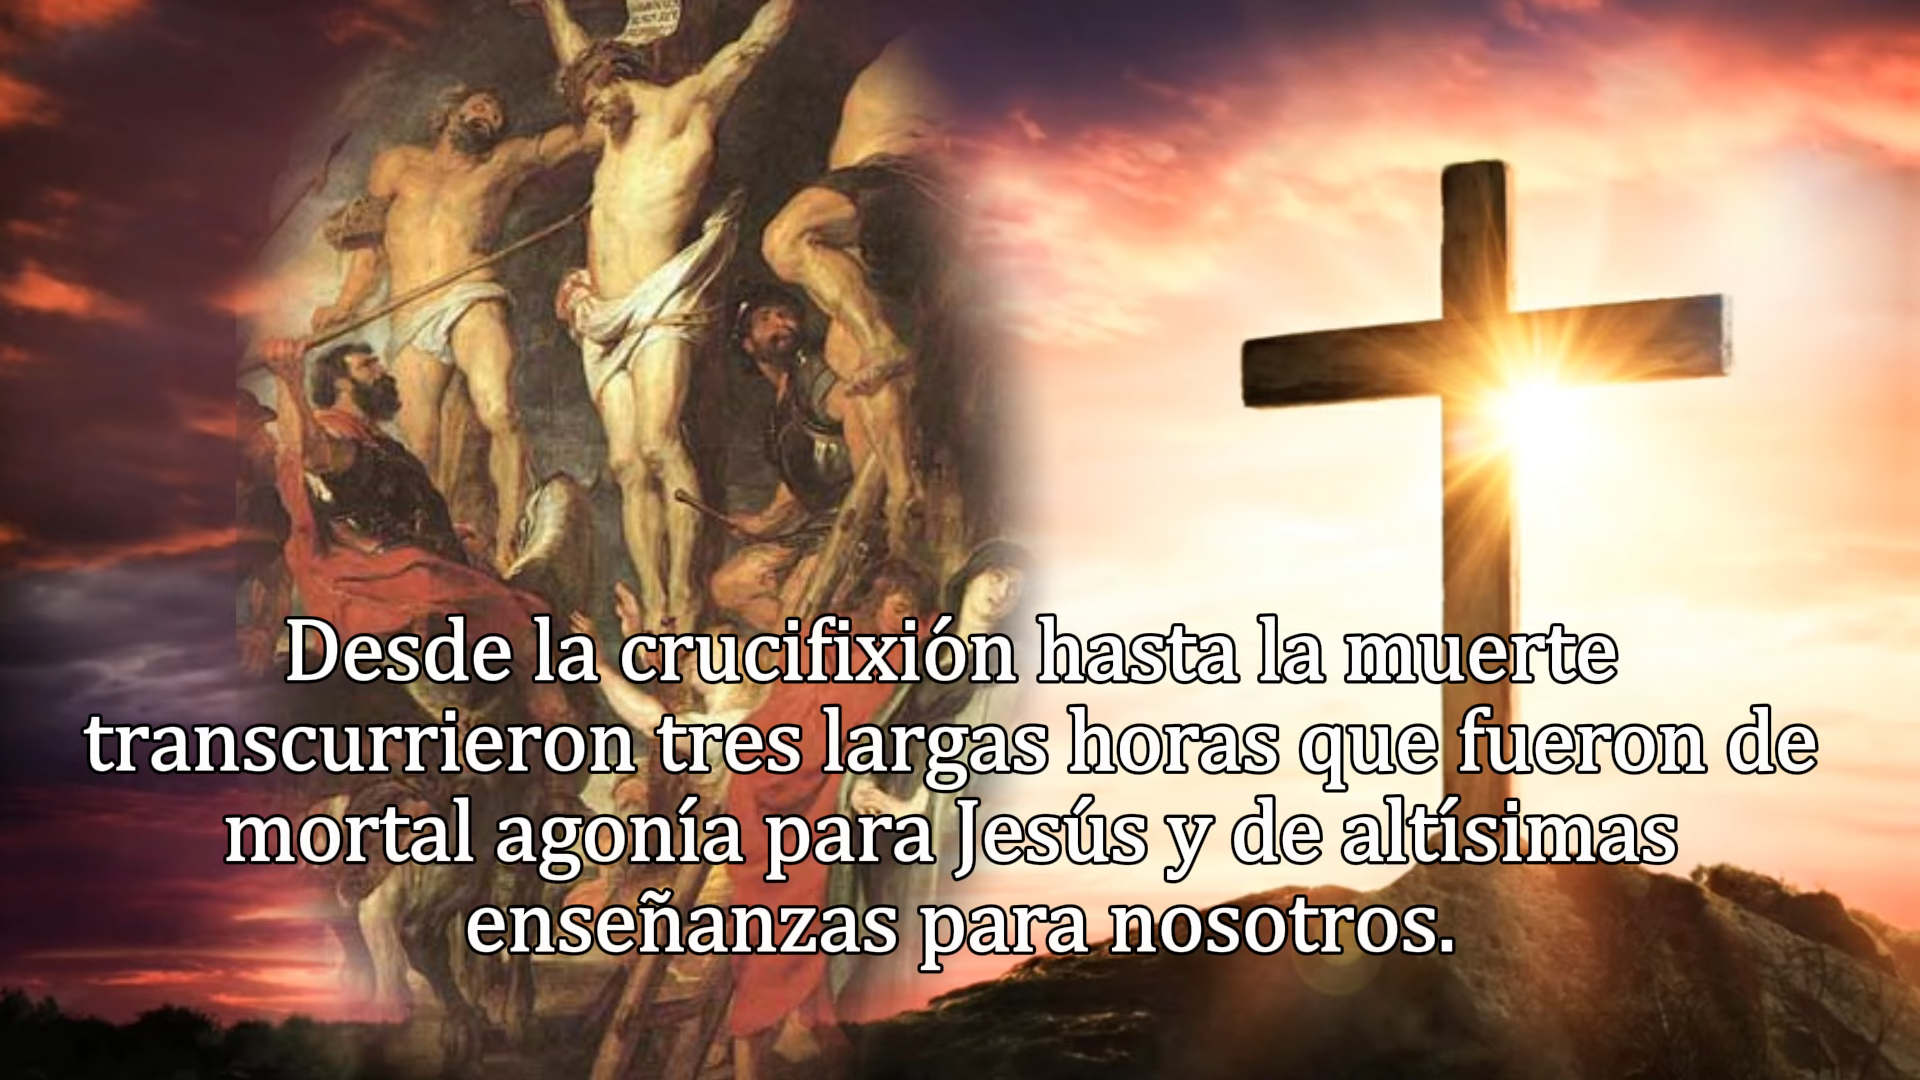 Desde la crucifixión hasta la muerte
transcurrieron tres largas horas que fueron de
mortal agonía para Jesús y de altísimas
enseñanzas para nosotros.